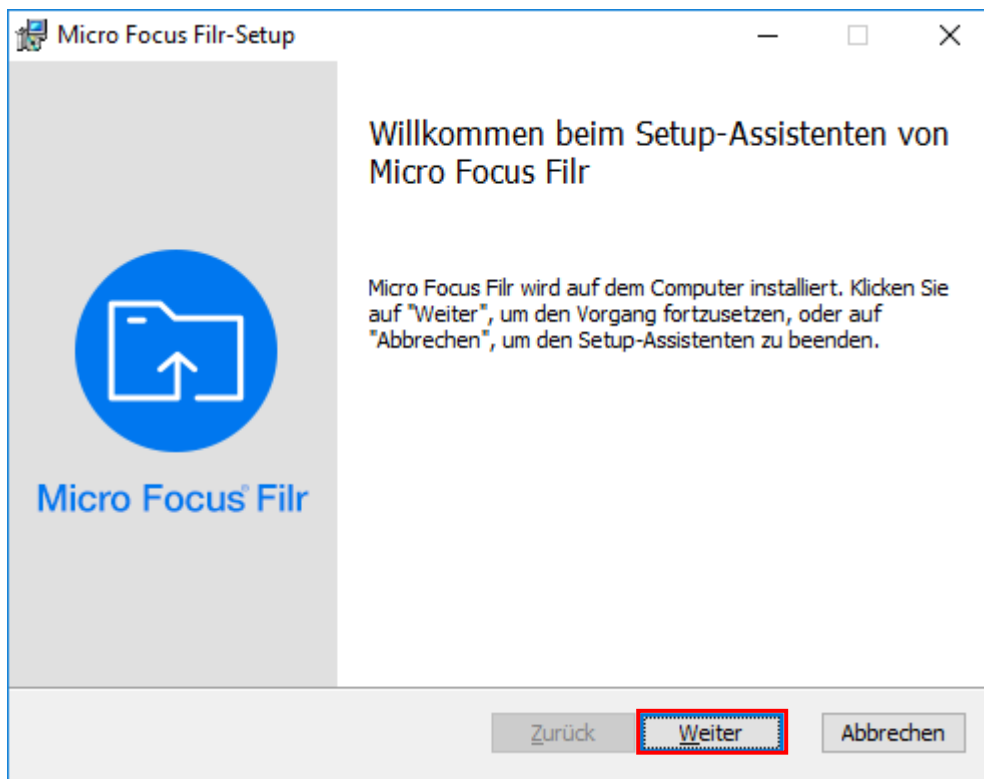 Micro Focus Filr-Setup
Willkommen beim Setup-Assistenten von
Micro Focus Filr
Micro Focus Filr wird auf dem Computer installiert. Klicken Sie
auf "Weiter", um den Vorgang fortzusetzen, oder auf
"Abbrechen", um den Setup-Assistenten zu beenden.
Micro Focus® Filr
Zurück Weiter Abbrechen